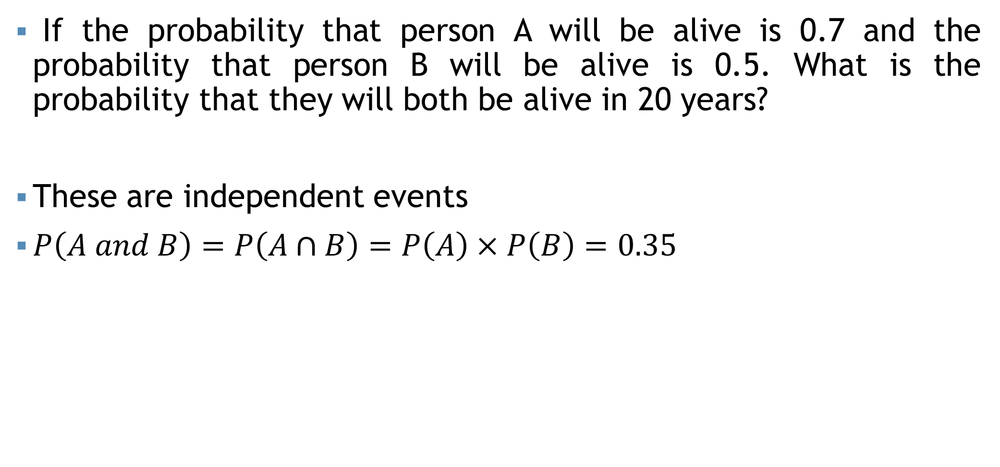 ▪ If the probability that person A will be alive is 0.7 and the
probability that person B will be alive is 0.5. What is the
probability that they will both be alive in 20 years?
▪ These are independent events
▪ P(A and B) = P(A ∩ B) = P(A) × P(B) = 0.35